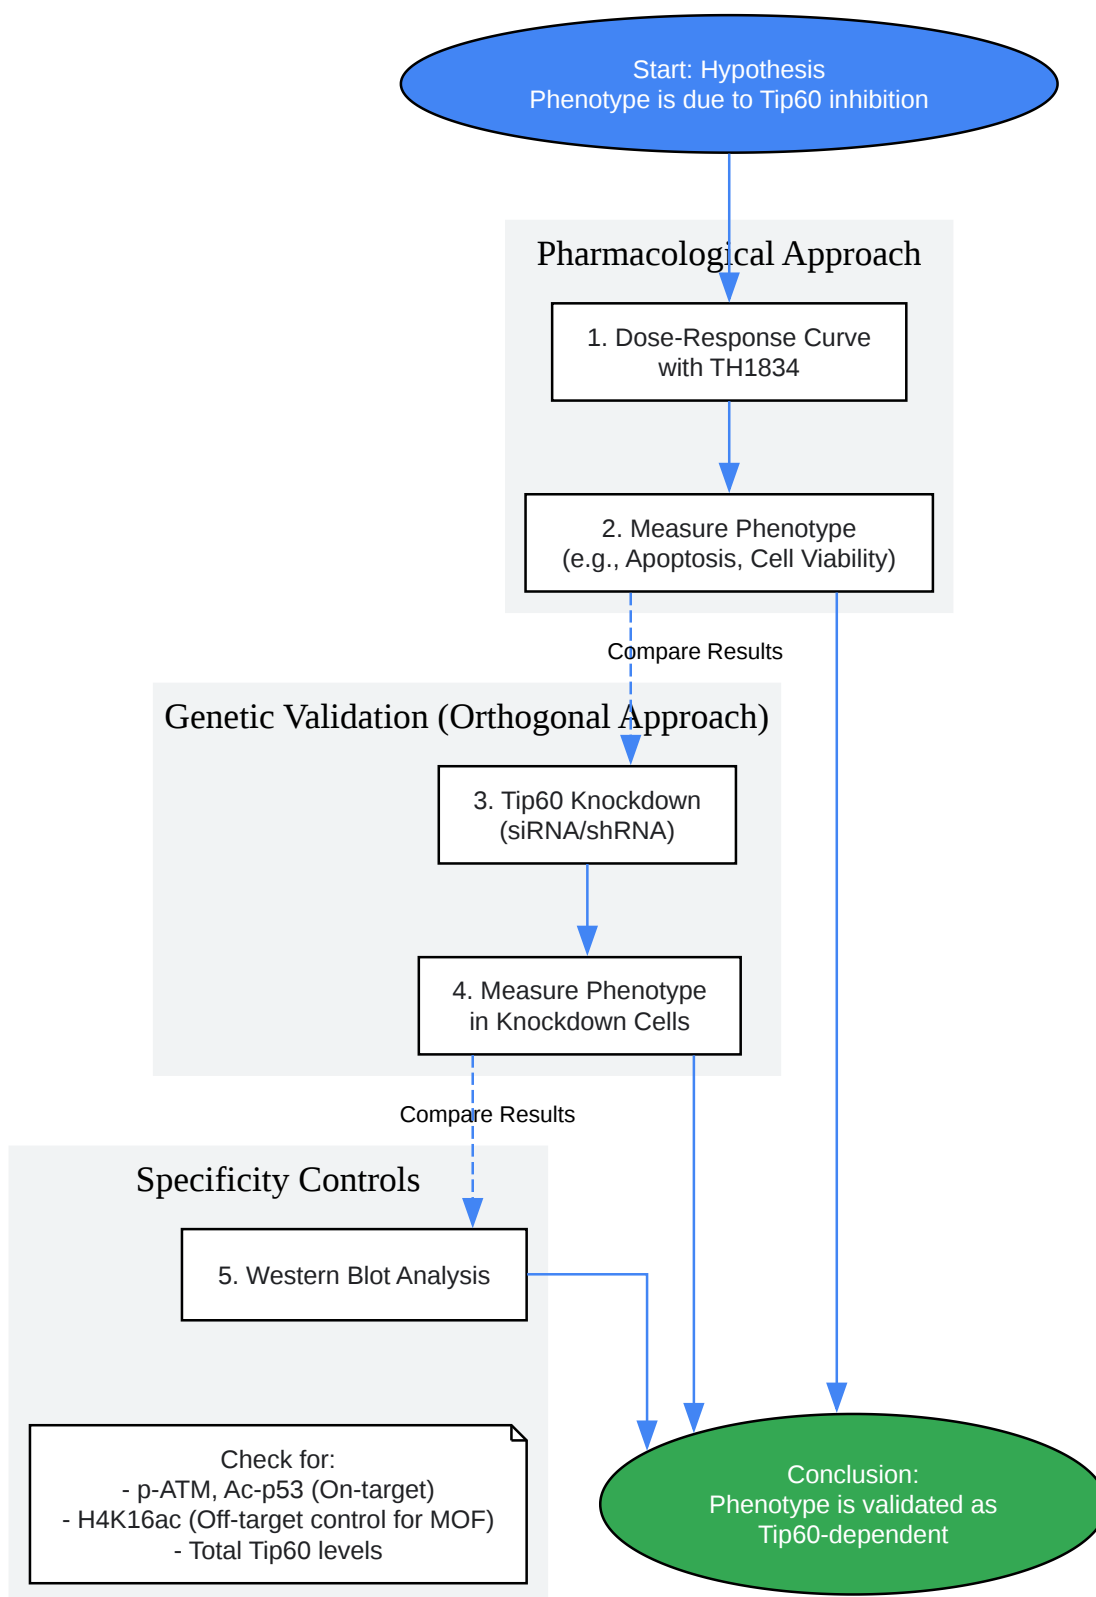 Start: Hypothesis
Phenotype is due to Tip60 inhibition
Pharmacological Approach
1. Dose-Response Curve
with TH1834
2. Measure Phenotype
(e.g., Apoptosis, Cell Viability)
Compare Results
Genetic Validation (Orthogonal Approach)
3. Tip60 Knockdown
(siRNA/shRNA)
4. Measure Phenotype
in Knockdown Cells
Compare Results
Specificity Controls
5. Western Blot Analysis
Check for:
- p-ATM, Ac-p53 (On-target)
- H4K16ac (Off-target control for MOF)
- Total Tip60 levels
Conclusion:
Phenotype is validated as
Tip60-dependent